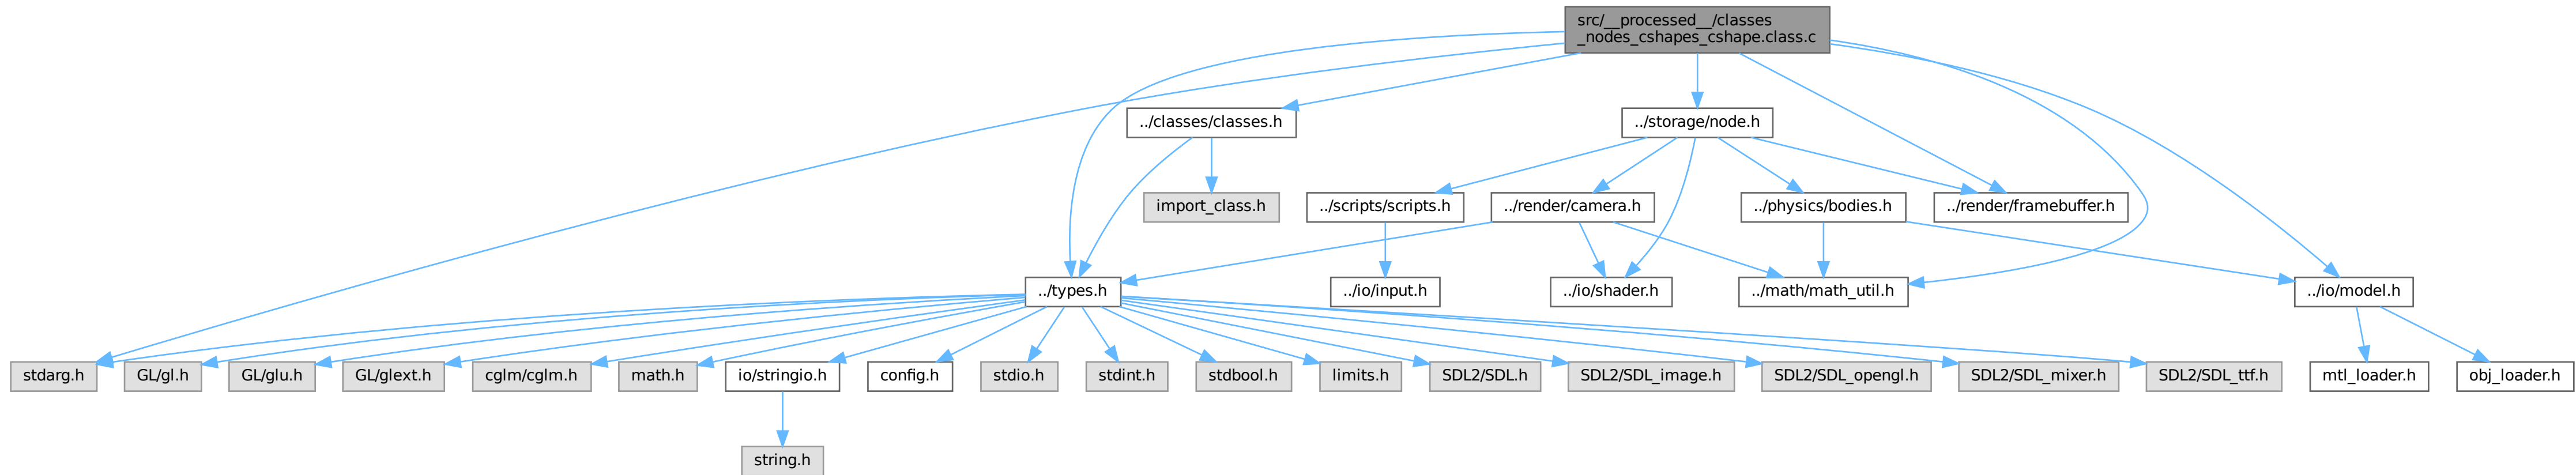 src/__processed__/classes
_nodes_cshapes_cshape.class.c
../classes/classes.h
../storage/node.h
import_class.h
../scripts/scripts.h
../render/camera.h
../physics/bodies.h
../render/framebuffer.h
../types.h
../io/input.h
../io/shader.h
../math/math_util.h
../io/model.h
stdarg.h
GL/gl.h
GL/glu.h
GL/glext.h
cglm/cglm.h
math.h
io/stringio.h
config.h
stdio.h
stdint.h
stdbool.h
limits.h
SDL2/SDL.h
SDL2/SDL_image.h
SDL2/SDL_opengl.h
SDL2/SDL_mixer.h
SDL2/SDL_ttf.h
mtl_loader.h
obj_loader.h
string.h